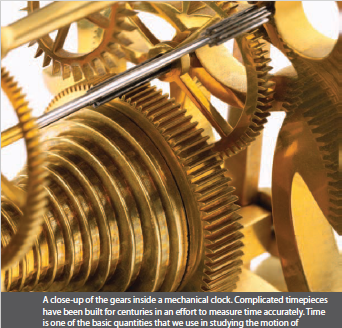 A close-up of the gears inside a mechanical clock. Complicated timepieces
have been built for centuries in an effort to measure time accurately. Time
is one of the basic quantities that we use in studying the motion of